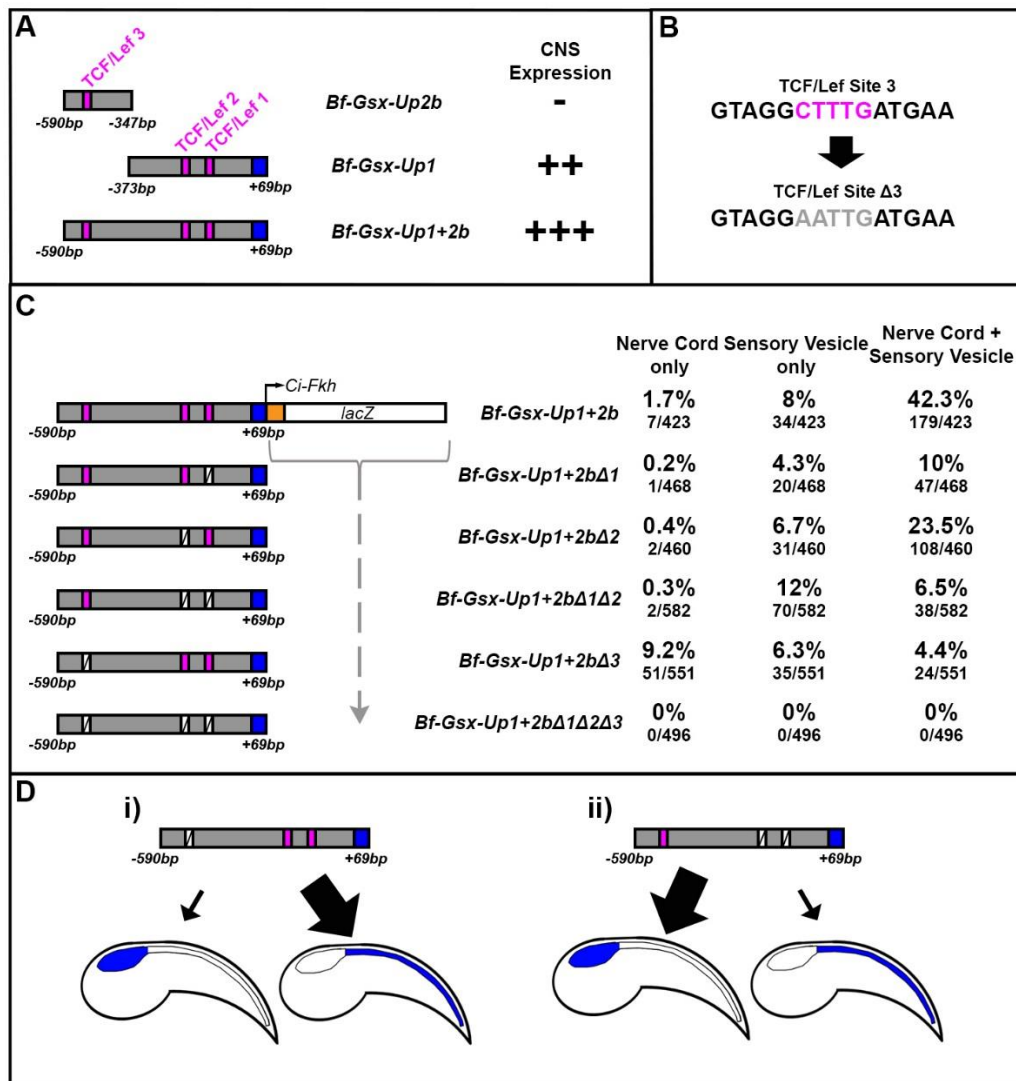 A
TCF/Lef 3
CNS
Expression
-590bp -347bp
Bf-Gsx-Up2b -
TCF/Lef 2
TCF/Lef 1
-373bp +69bp
Bf-Gsx-Up1 ++
-590bp +69bp
Bf-Gsx-Up1+2b +++
B
TCF/Lef Site 3
GTAGGCTTTGATGAA
TCF/Lef Site Δ3
GTAGGAATTGATGAA
C
Nerve Cord only
Sensory Vesicle only
Nerve Cord + Sensory Vesicle
Ci-Fkh
lacZ
-590bp +69bp
Bf-Gsx-Up1+2b 1.7% 8% 42.3%
7/423 34/423 179/423
-590bp +69bp
Bf-Gsx-Up1+2bΔ1 0.2% 4.3% 10%
1/468 20/468 47/468
-590bp +69bp
Bf-Gsx-Up1+2bΔ2 0.4% 6.7% 23.5%
2/460 31/460 108/460
-590bp +69bp
Bf-Gsx-Up1+2bΔ1Δ2 0.3% 12% 6.5%
2/582 70/582 38/582
-590bp +69bp
Bf-Gsx-Up1+2bΔ3 9.2% 6.3% 4.4%
51/551 35/551 24/551
-590bp +69bp
Bf-Gsx-Up1+2bΔ1Δ2Δ3 0% 0% 0%
0/496 0/496 0/496
D
i)
-590bp +69bp
ii)
-590bp +69bp